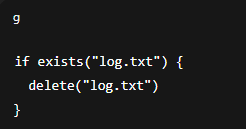 g
if exists("log.txt") {
  delete("log.txt")
}